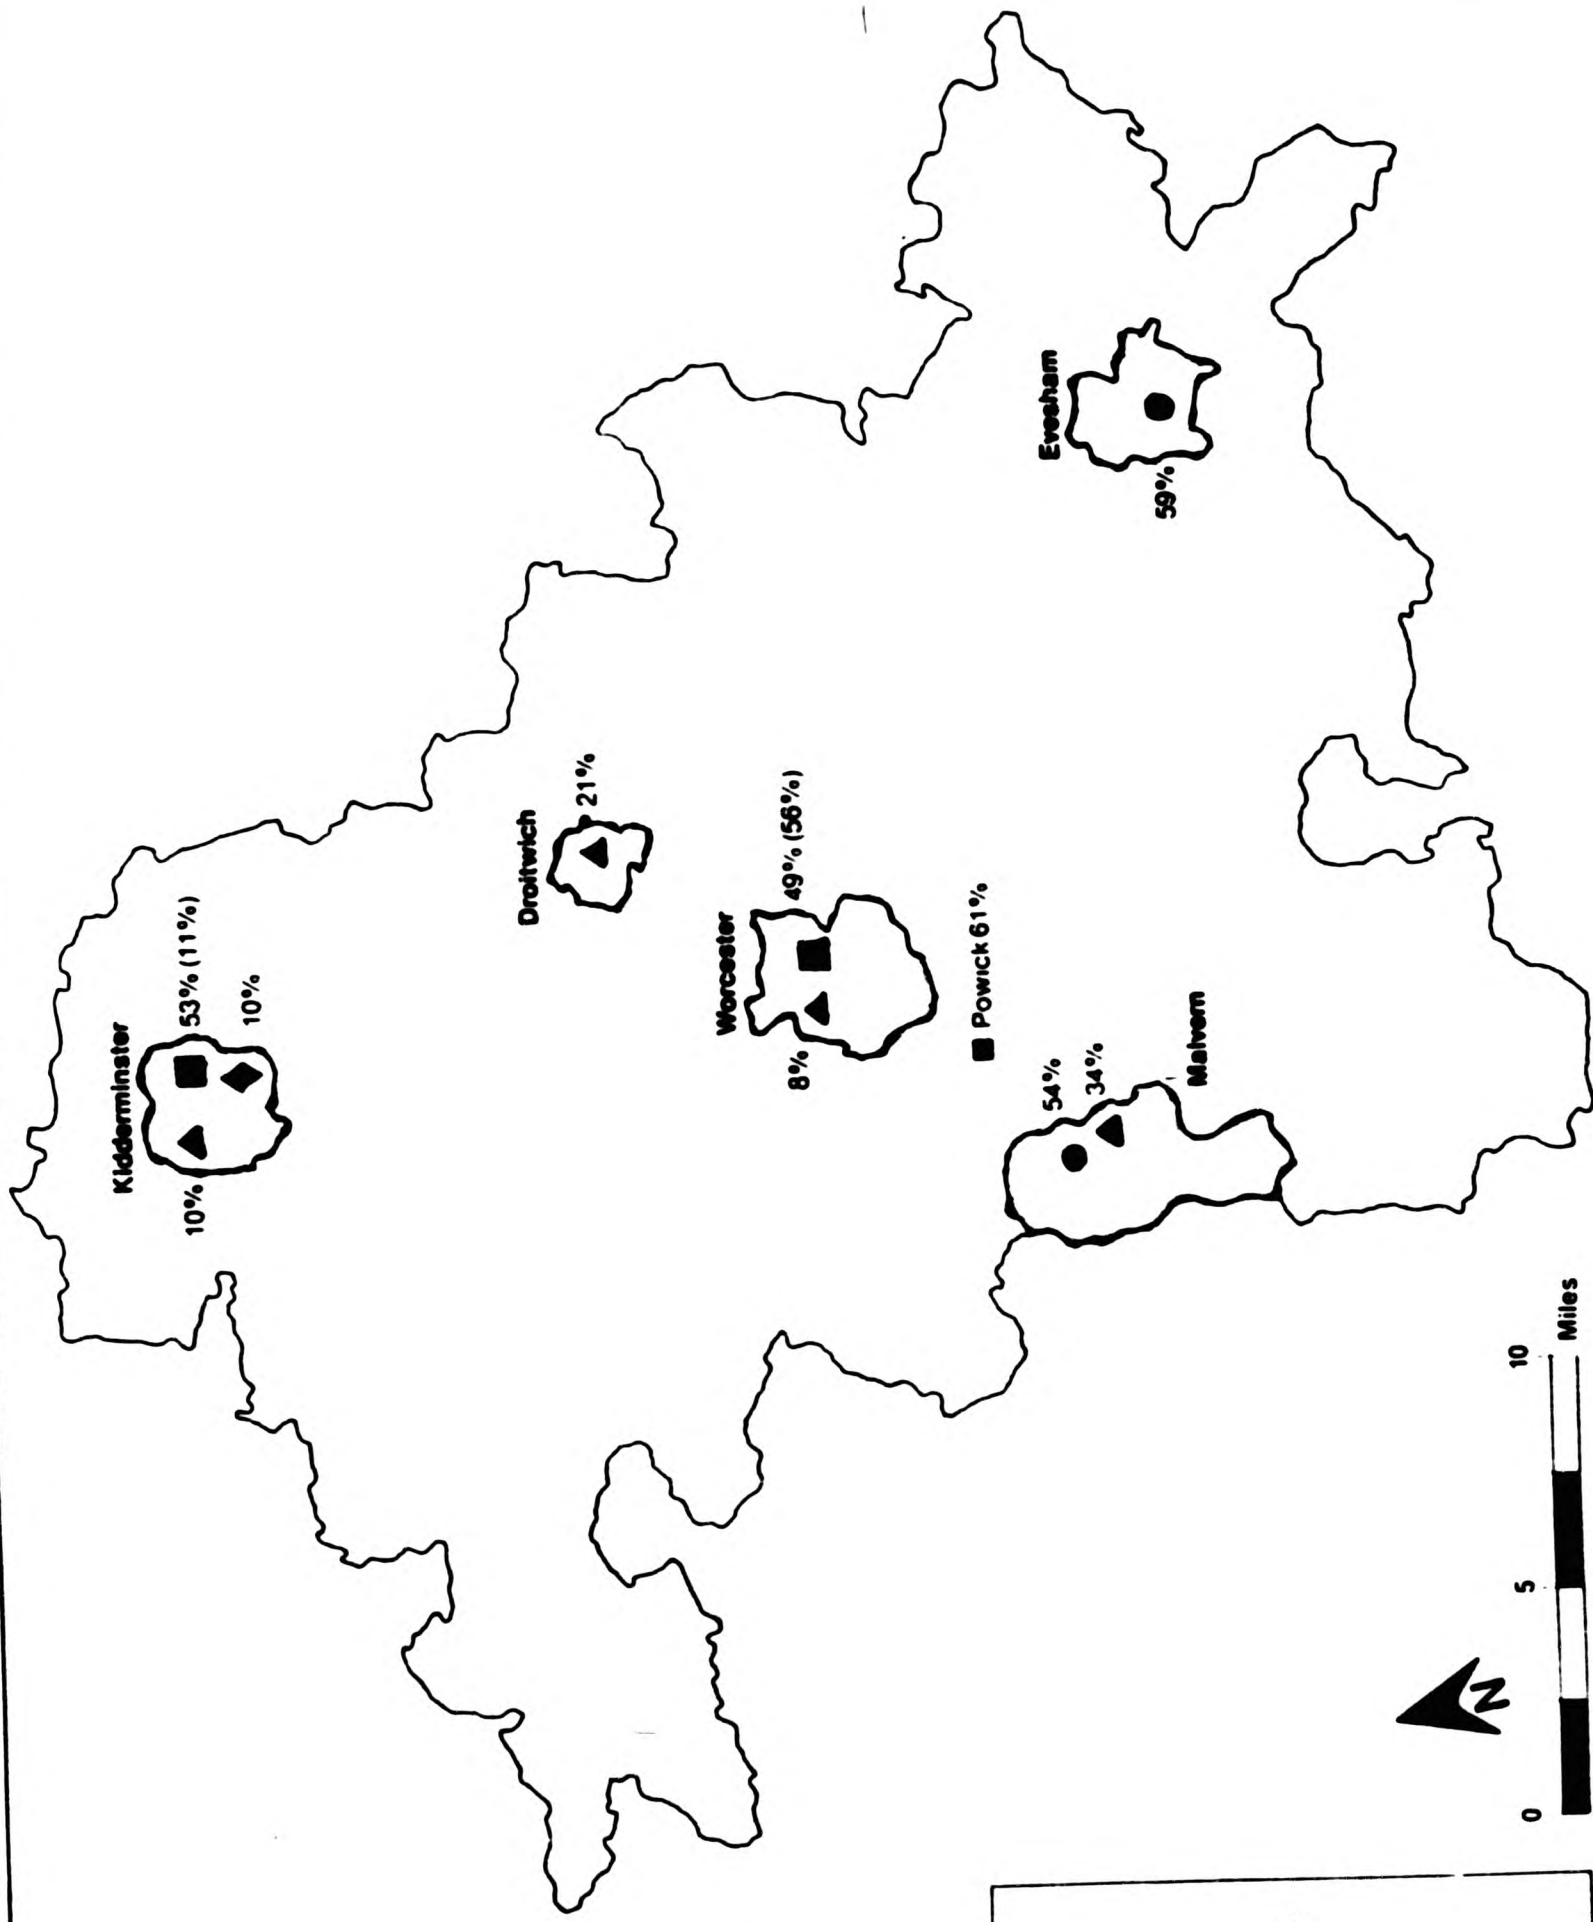 Kidderminster
53% (11%)
10%
10%
Droitwich
21%
Worcester
49% (56%)
8%
Powick 61%
54%
34%
Malvern
Evesham
59%
N
0
5
10
Miles